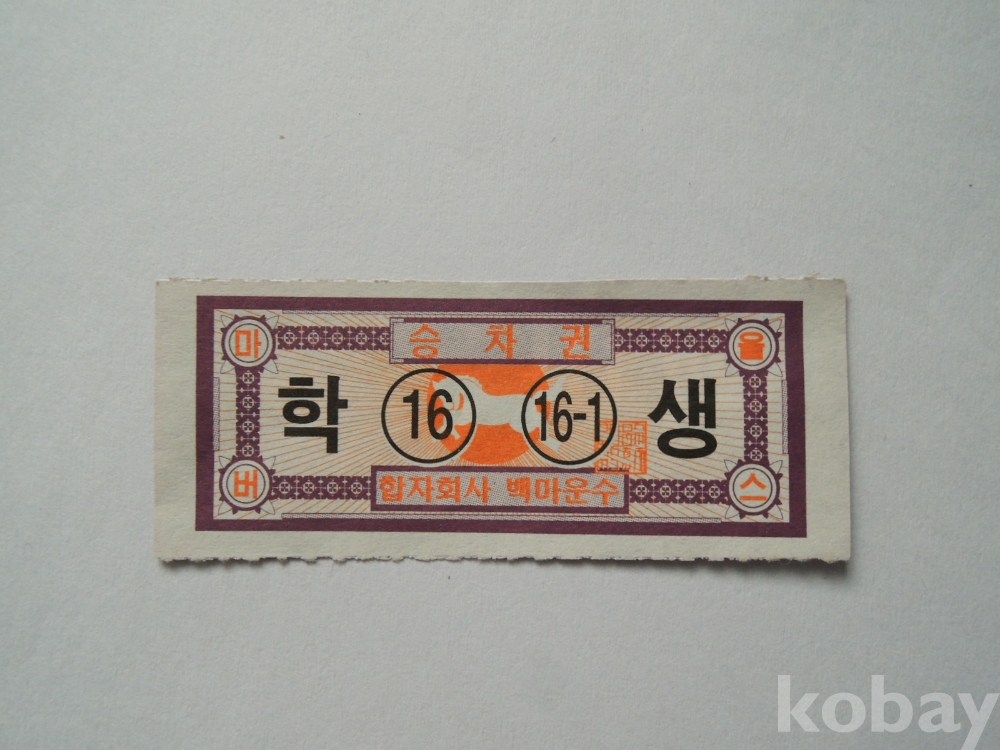 승차권
마 을
학 16 16-1 생
버 스
합자회사 백마운수
kobay